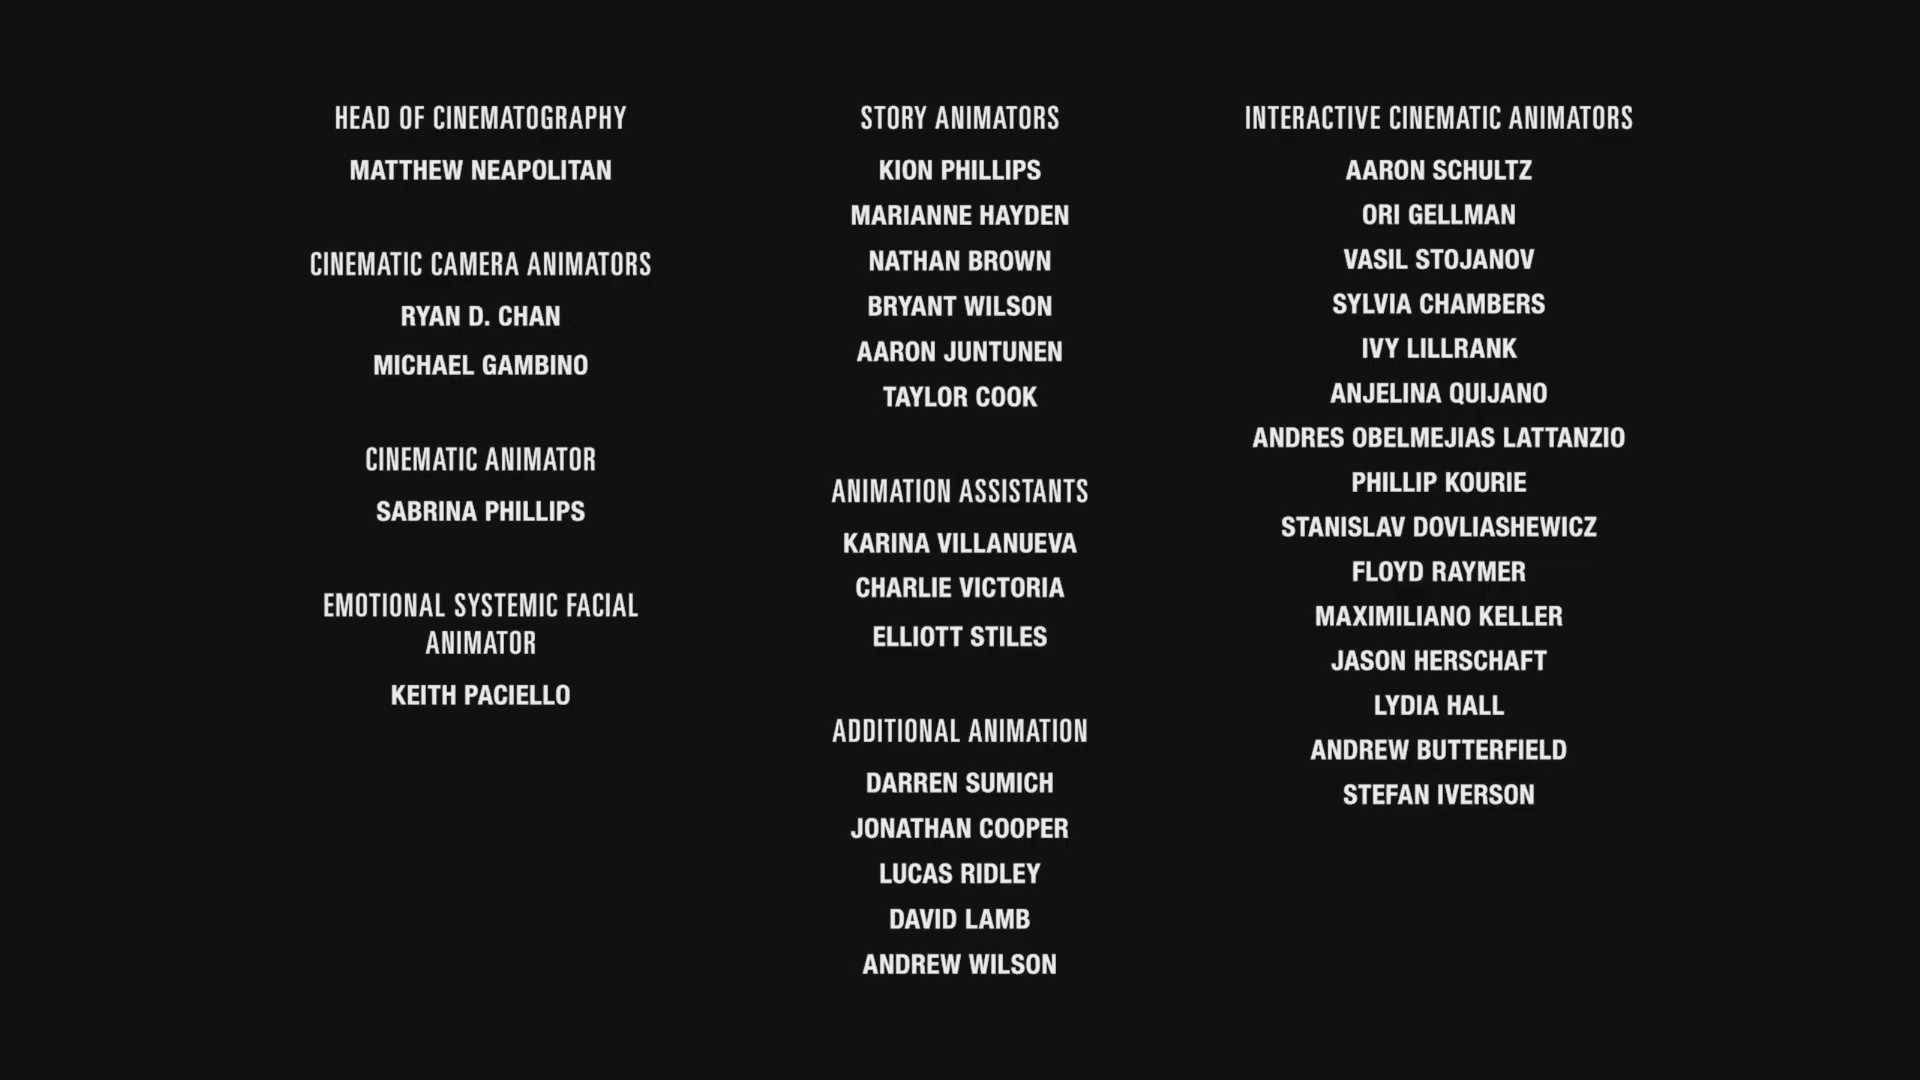 HEAD OF CINEMATOGRAPHY
MATTHEW NEAPOLITAN
CINEMATIC CAMERA ANIMATORS
RYAN D. CHAN
MICHAEL GAMBINO
CINEMATIC ANIMATOR
SABRINA PHILLIPS
EMOTIONAL SYSTEMIC FACIAL
ANIMATOR
KEITH PACIELLO
STORY ANIMATORS
KION PHILLIPS
MARIANNE HAYDEN
NATHAN BROWN
BRYANT WILSON
AARON JUNTUNEN
TAYLOR COOK
ANIMATION ASSISTANTS
KARINA VILLANUEVA
CHARLIE VICTORIA
ELLIOTT STILES
ADDITIONAL ANIMATION
DARREN SUMICH
JONATHAN COOPER
LUCAS RIDLEY
DAVID LAMB
ANDREW WILSON
INTERACTIVE CINEMATIC ANIMATORS
AARON SCHULTZ
ORI GELLMAN
VASIL STOJANOV
SYLVIA CHAMBERS
IVY LILLRANK
ANJELINA QUIJANO
ANDRES OBELMEJIAS LATTANZIO
PHILLIP KOURIE
STANISLAV DOVLIASHEWICZ
FLOYD RAYMER
MAXIMILIANO KELLER
JASON HERSCHAFT
LYDIA HALL
ANDREW BUTTERFIELD
STEFAN IVERSON